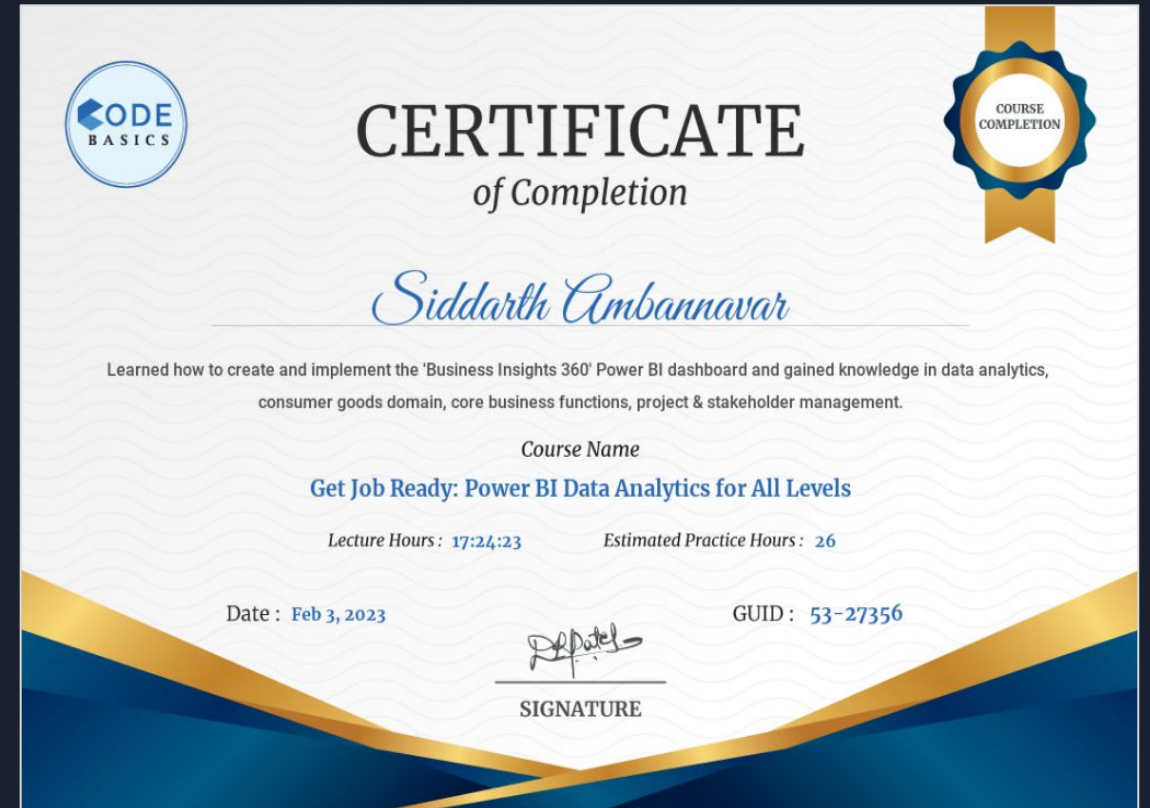 CODE
BASICS
CERTIFICATE
of Completion
COURSE
COMPLETION
Siddarth Ambannavar
Learned how to create and implement the 'Business Insights 360' Power BI dashboard and gained knowledge in data analytics,
consumer goods domain, core business functions, project & stakeholder management.
Course Name
Get Job Ready: Power BI Data Analytics for All Levels
Lecture Hours : 17:24:23 Estimated Practice Hours : 26
Date : Feb 3, 2023 GUID : 53-27356
SIGNATURE